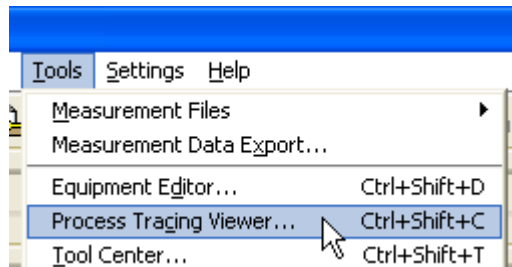 Tools Settings Help
Measurement Files
Measurement Data Export...
Equipment Editor... Ctrl+Shift+D
Process Tracing Viewer... Ctrl+Shift+C
Tool Center... Ctrl+Shift+T